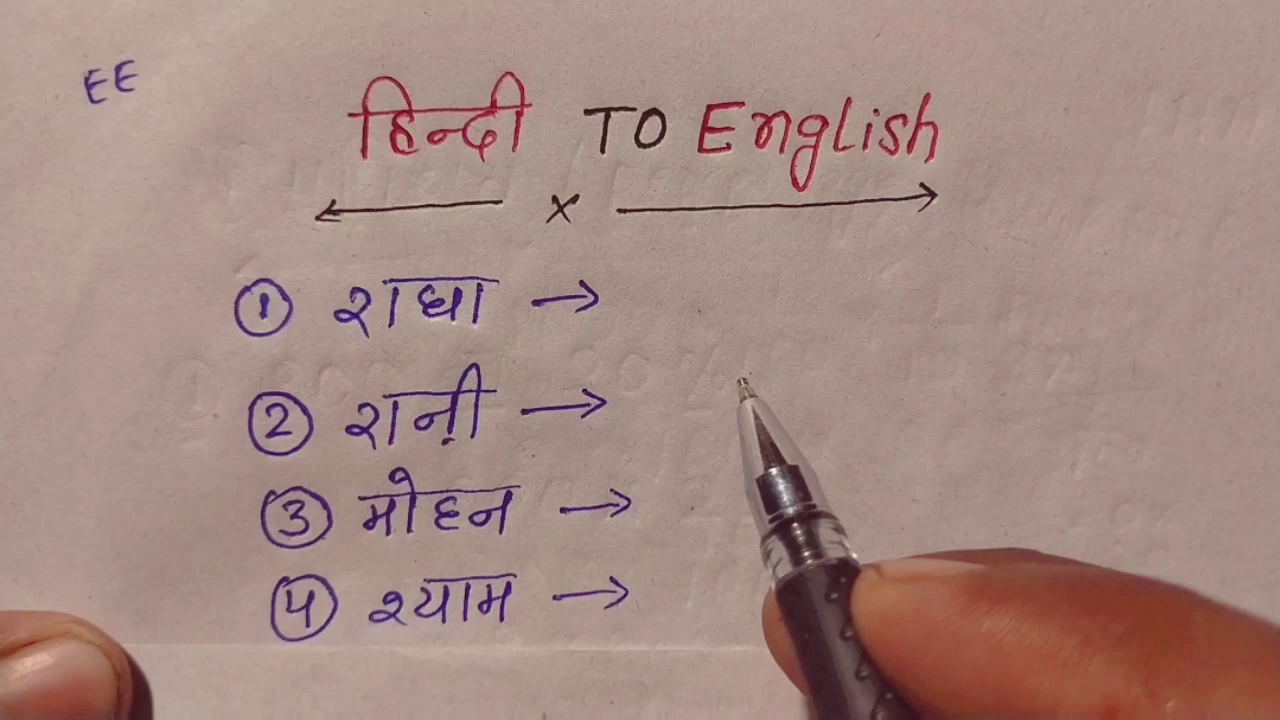 EE
हिन्दी TO English
← x →
① राधा →
② रानी →
③ मोहन →
④ श्याम →